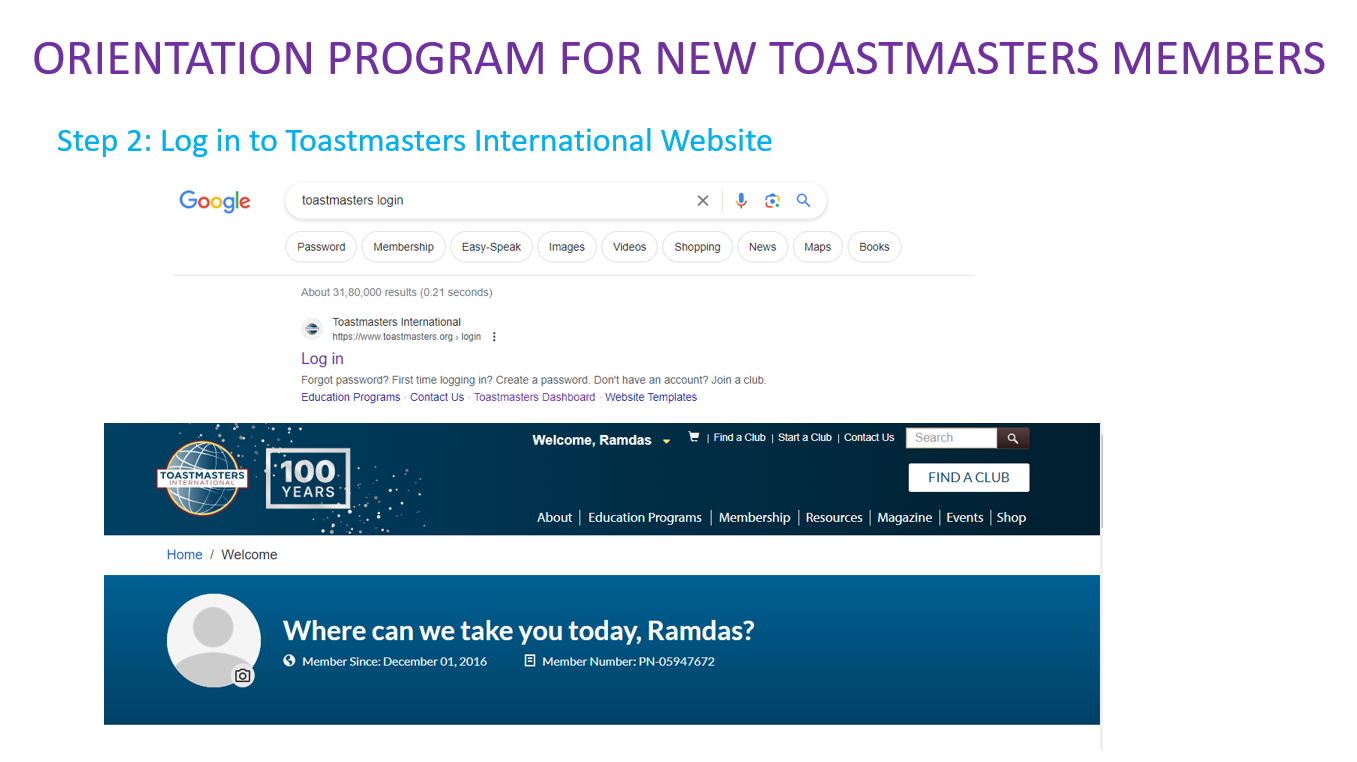 ORIENTATION PROGRAM FOR NEW TOASTMASTERS MEMBERS
Step 2: Log in to Toastmasters International Website
Google
toastmasters login
Password Membership Easy-Speak Images Videos Shopping News Maps Books
About 31,80,000 results (0.21 seconds)
Toastmasters International
https://www.toastmasters.org › login
Log in
Forgot password? First time logging in? Create a password. Don't have an account? Join a club.
Education Programs · Contact Us · Toastmasters Dashboard · Website Templates
Welcome, Ramdas | Find a Club | Start a Club | Contact Us Search
TOASTMASTERS
INTERNATIONAL
100
YEARS
FIND A CLUB
About | Education Programs | Membership | Resources | Magazine | Events | Shop
Home / Welcome
Where can we take you today, Ramdas?
Member Since: December 01, 2016 Member Number: PN-05947672